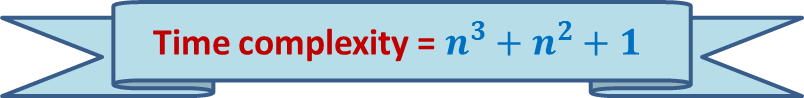 Time complexity = n³ + n² + 1